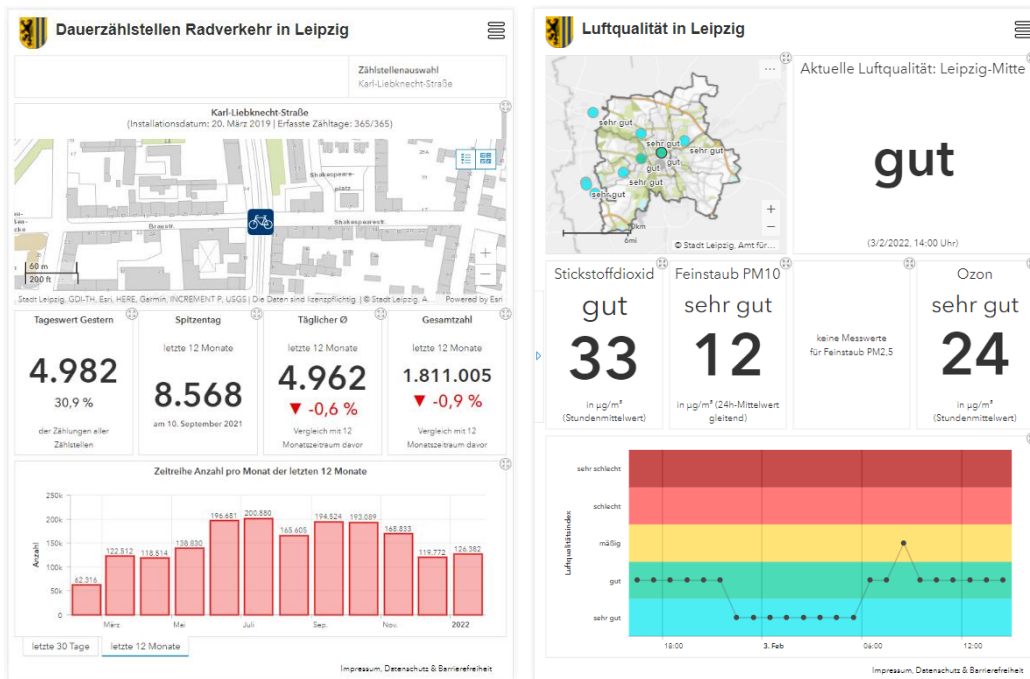 Dauerzählstellen Radverkehr in Leipzig
Zählstellenauswahl
Karl-Liebknecht-Straße
Karl-Liebknecht-Straße
(Installationsdatum: 20. März 2019 | Erfasste Zähltage: 365/365)
28A
Shakespeare-
platz
Braustr.
Shakespearestr.
60 m
200 ft
+
−
Stadt Leipzig, GDI-TH, Esri, HERE, Garmin, INCREMENT P, USGS | Die Daten sind lizenzpflichtig. | © Stadt Leipzig, A...
Powered by Esri
Tageswert Gestern
4.982
30,9 %
der Zählungen aller
Zählstellen
Spitzentag
letzte 12 Monate
8.568
am 10. September 2021
Täglicher Ø
letzte 12 Monate
4.962
▼ -0,6 %
Vergleich mit 12
Monatszeitraum davor
Gesamtzahl
letzte 12 Monate
1.811.005
▼ -0,9 %
Vergleich mit 12
Monatszeitraum davor
Zeitreihe Anzahl pro Monat der letzten 12 Monate
Anzahl
250k
200k
150k
100k
50k
0
62.316
122.512
118.514
138.830
196.681
200.880
165.605
194.524
193.089
168.833
119.772
126.382
März
Mai
Juli
Sep.
Nov.
2022
letzte 30 Tage
letzte 12 Monate
Impressum, Datenschutz & Barrierefreiheit
Luftqualität in Leipzig
...
sehr gut
sehr gut
sehr gut
gut
gut
sehr gut
sehr gut
10km
6mi
+
−
© Stadt Leipzig, Amt für...
Aktuelle Luftqualität: Leipzig-Mitte
gut
(3/2/2022, 14:00 Uhr)
Stickstoffdioxid
gut
33
in µg/m³
(Stundenmittelwert)
Feinstaub PM10
sehr gut
12
in µg/m³ (24h-Mittelwert
gleitend)
keine Messwerte
für Feinstaub PM2,5
Ozon
sehr gut
24
in µg/m³
(Stundenmittelwert)
Luftqualitätsindex
sehr schlecht
schlecht
mäßig
gut
sehr gut
18:00
3. Feb
06:00
12:00
Impressum, Datenschutz & Barrierefreiheit